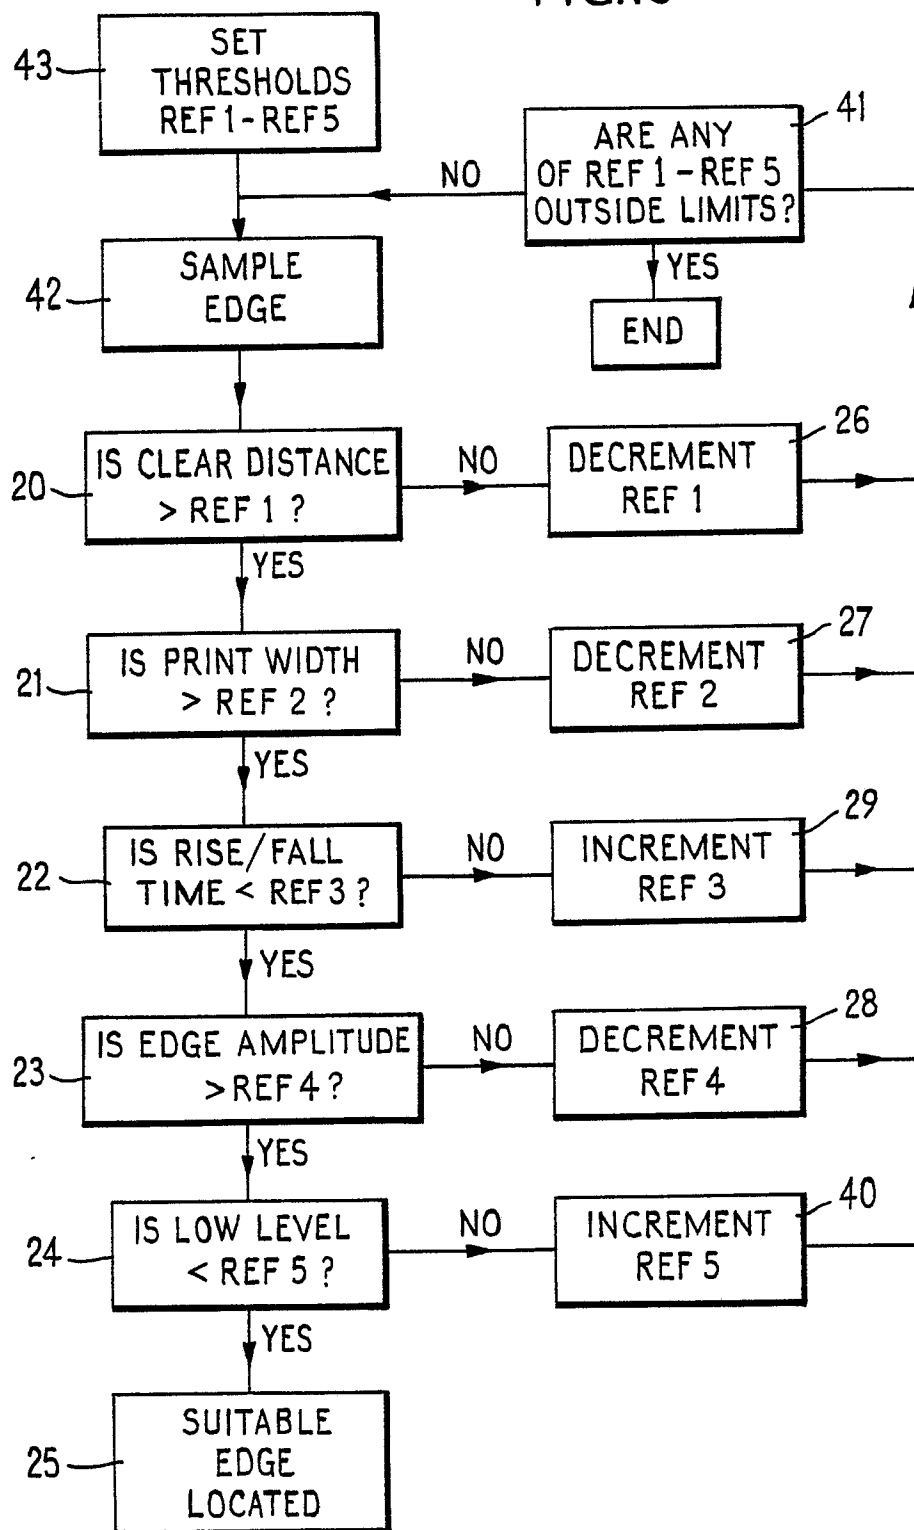 43
SET
THRESHOLDS
REF 1 - REF 5
41
ARE ANY
OF REF 1 - REF 5
OUTSIDE LIMITS?
NO
YES
END
42
SAMPLE
EDGE
20
IS CLEAR DISTANCE
> REF 1 ?
NO
26
DECREMENT
REF 1
YES
21
IS PRINT WIDTH
> REF 2 ?
NO
27
DECREMENT
REF 2
YES
22
IS RISE/FALL
TIME < REF 3 ?
NO
29
INCREMENT
REF 3
YES
23
IS EDGE AMPLITUDE
> REF 4 ?
NO
28
DECREMENT
REF 4
YES
24
IS LOW LEVEL
< REF 5 ?
NO
40
INCREMENT
REF 5
YES
25
SUITABLE
EDGE
LOCATED